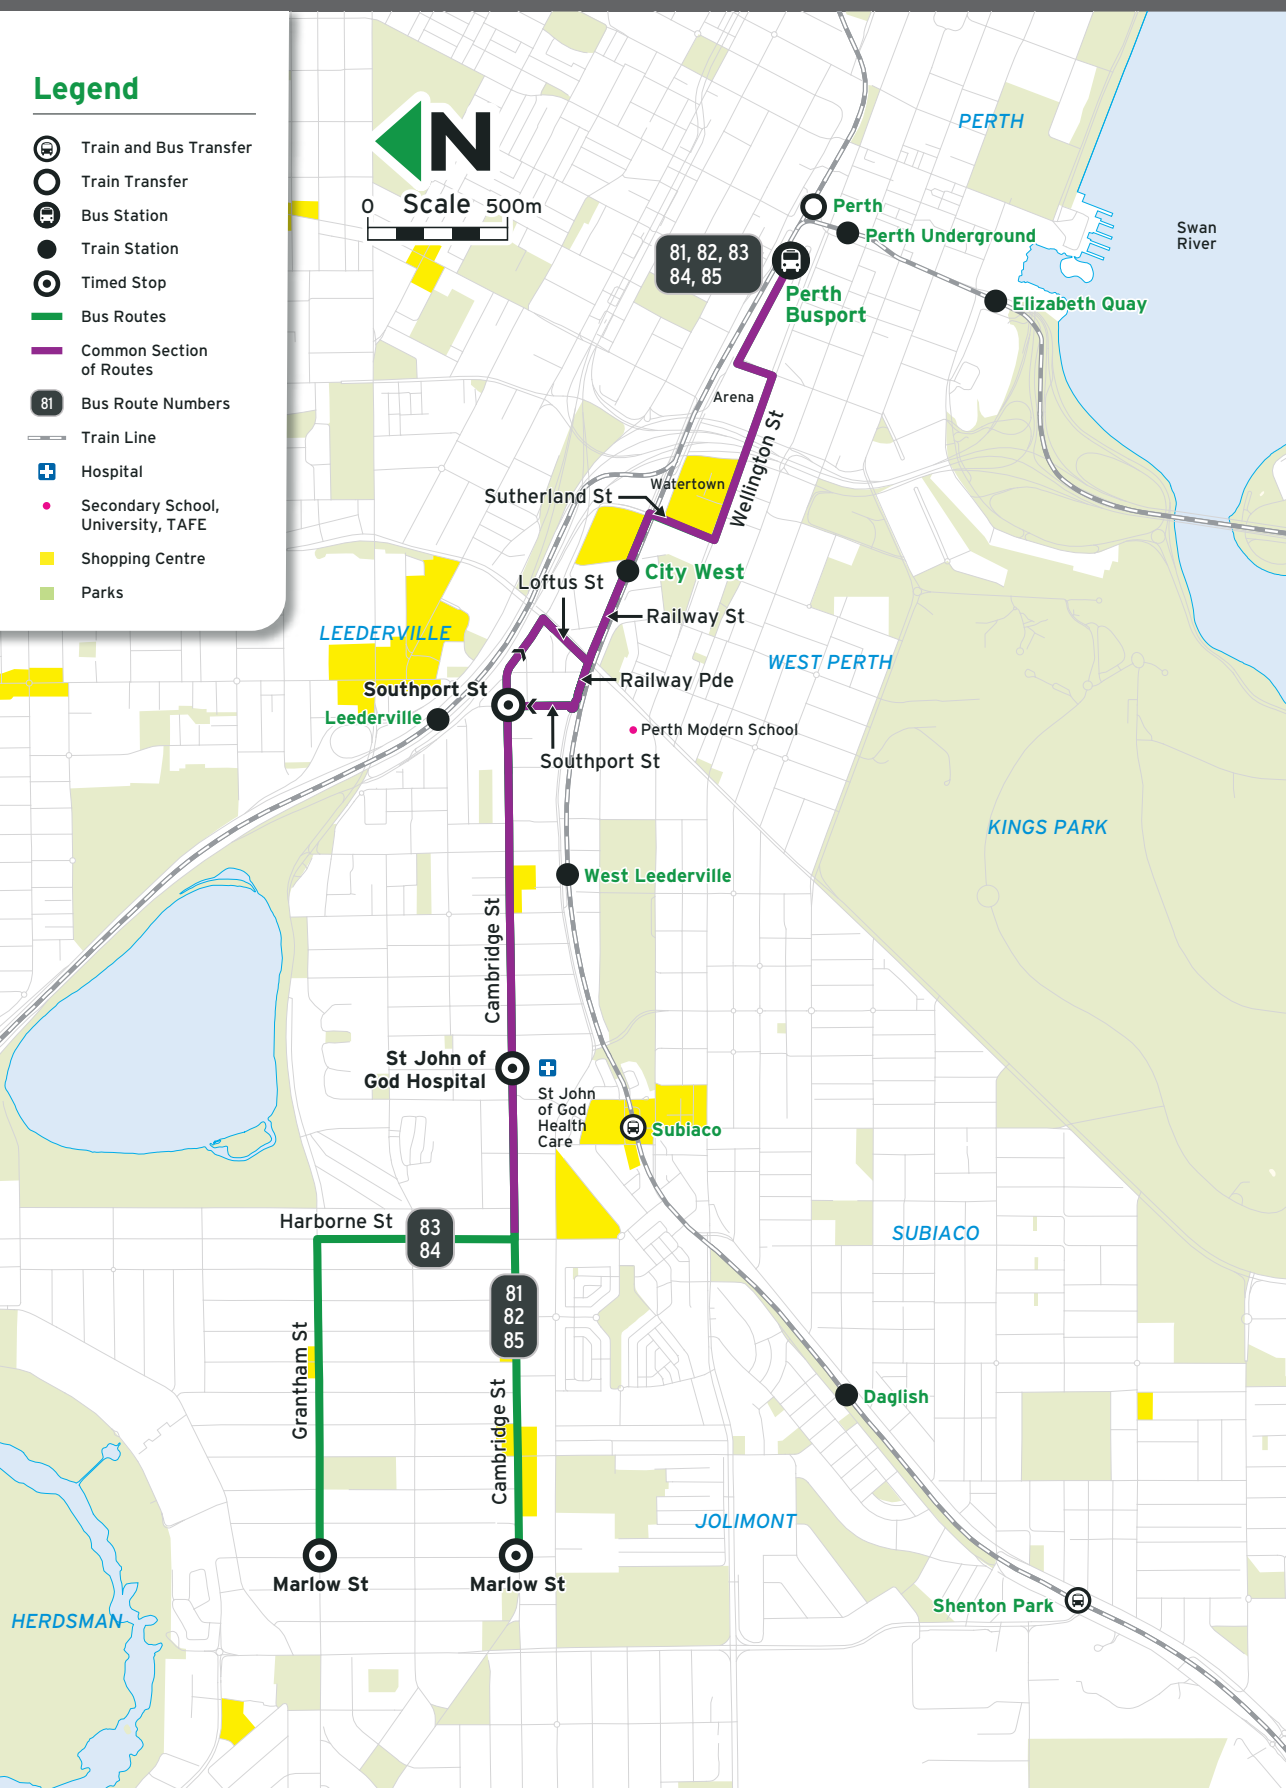 Legend
Train and Bus Transfer
Train Transfer
Bus Station
Train Station
Timed Stop
Bus Routes
Common Section
of Routes
81
Bus Route Numbers
Train Line
Hospital
Secondary School,
University, TAFE
Shopping Centre
Parks
N
0 Scale 500m
PERTH
Swan
River
Perth
Perth Underground
81, 82, 83
84, 85
Perth
Busport
Elizabeth Quay
Arena
Wellington St
Watertown
Sutherland St
City West
Loftus St
Railway St
LEEDERVILLE
WEST PERTH
Railway Pde
Southport St
Leederville
Perth Modern School
Southport St
KINGS PARK
West Leederville
Cambridge St
St John of
God Hospital
St John
of God
Health
Care
Subiaco
Harborne St
83
84
SUBIACO
81
82
85
Grantham St
Cambridge St
Daglish
JOLIMONT
Marlow St
Marlow St
Shenton Park
HERDSMAN